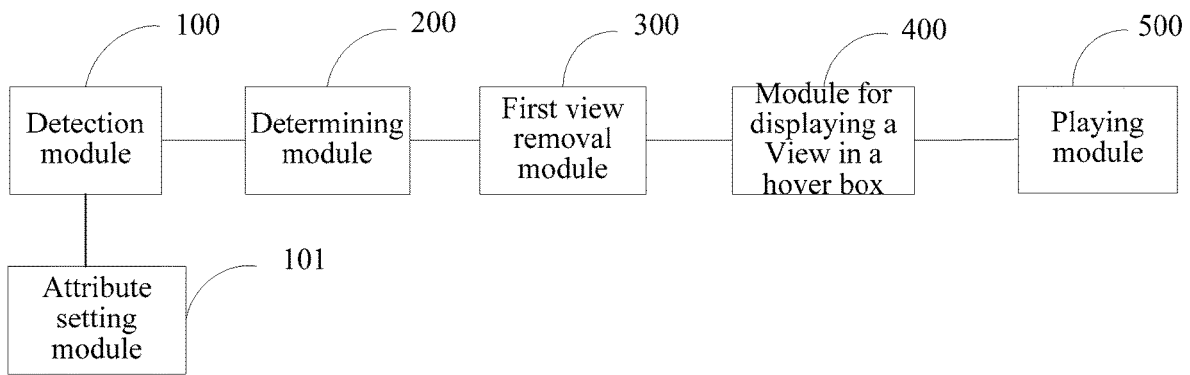 100
200
300
400
500
Detection
module
Determining
module
First view
removal
module
Module for
displaying a
View in a
hover box
Playing
module
101
Attribute
setting
module